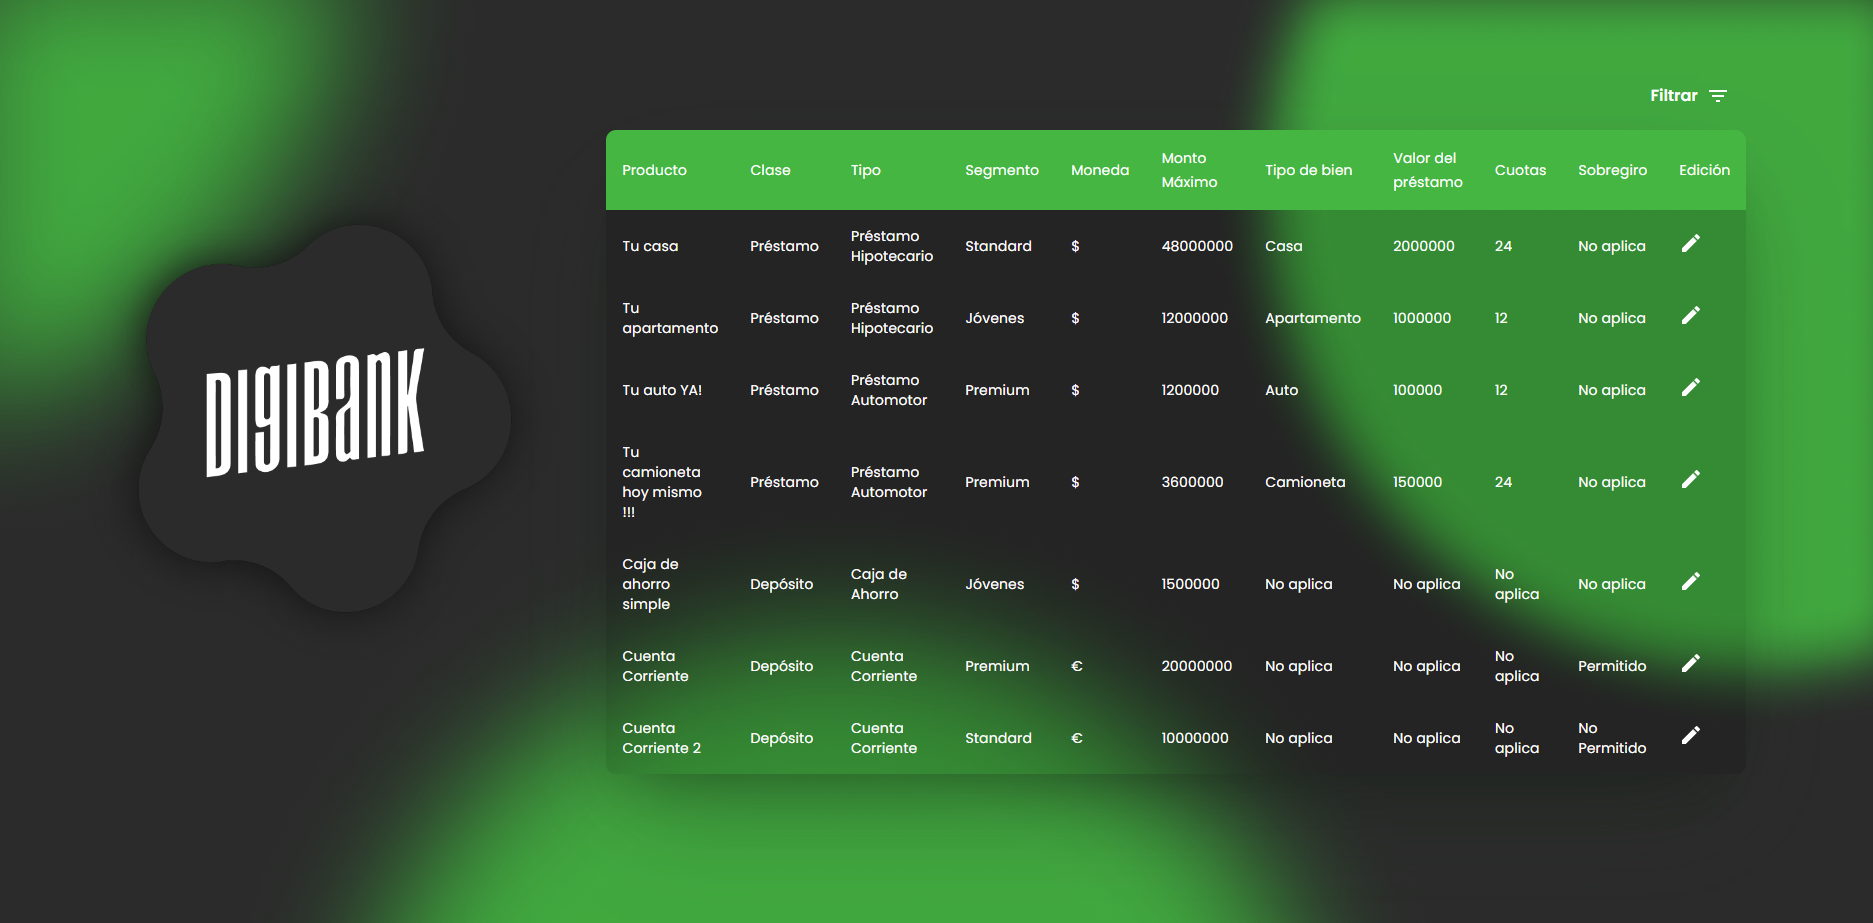 DIGIBANK
Filtrar
Producto Clase Tipo Segmento Moneda Monto Máximo Tipo de bien Valor del préstamo Cuotas Sobregiro Edición
Tu casa Préstamo Préstamo Hipotecario Standard $ 48000000 Casa 2000000 24 No aplica
Tu apartamento Préstamo Préstamo Hipotecario Jóvenes $ 12000000 Apartamento 1000000 12 No aplica
Tu auto YA! Préstamo Préstamo Automotor Premium $ 1200000 Auto 100000 12 No aplica
Tu camioneta hoy mismo !!! Préstamo Préstamo Automotor Premium $ 3600000 Camioneta 150000 24 No aplica
Caja de ahorro simple Depósito Caja de Ahorro Jóvenes $ 1500000 No aplica No aplica No aplica No aplica
Cuenta Corriente Depósito Cuenta Corriente Premium € 20000000 No aplica No aplica No aplica Permitido
Cuenta Corriente 2 Depósito Cuenta Corriente Standard € 10000000 No aplica No aplica No aplica No Permitido